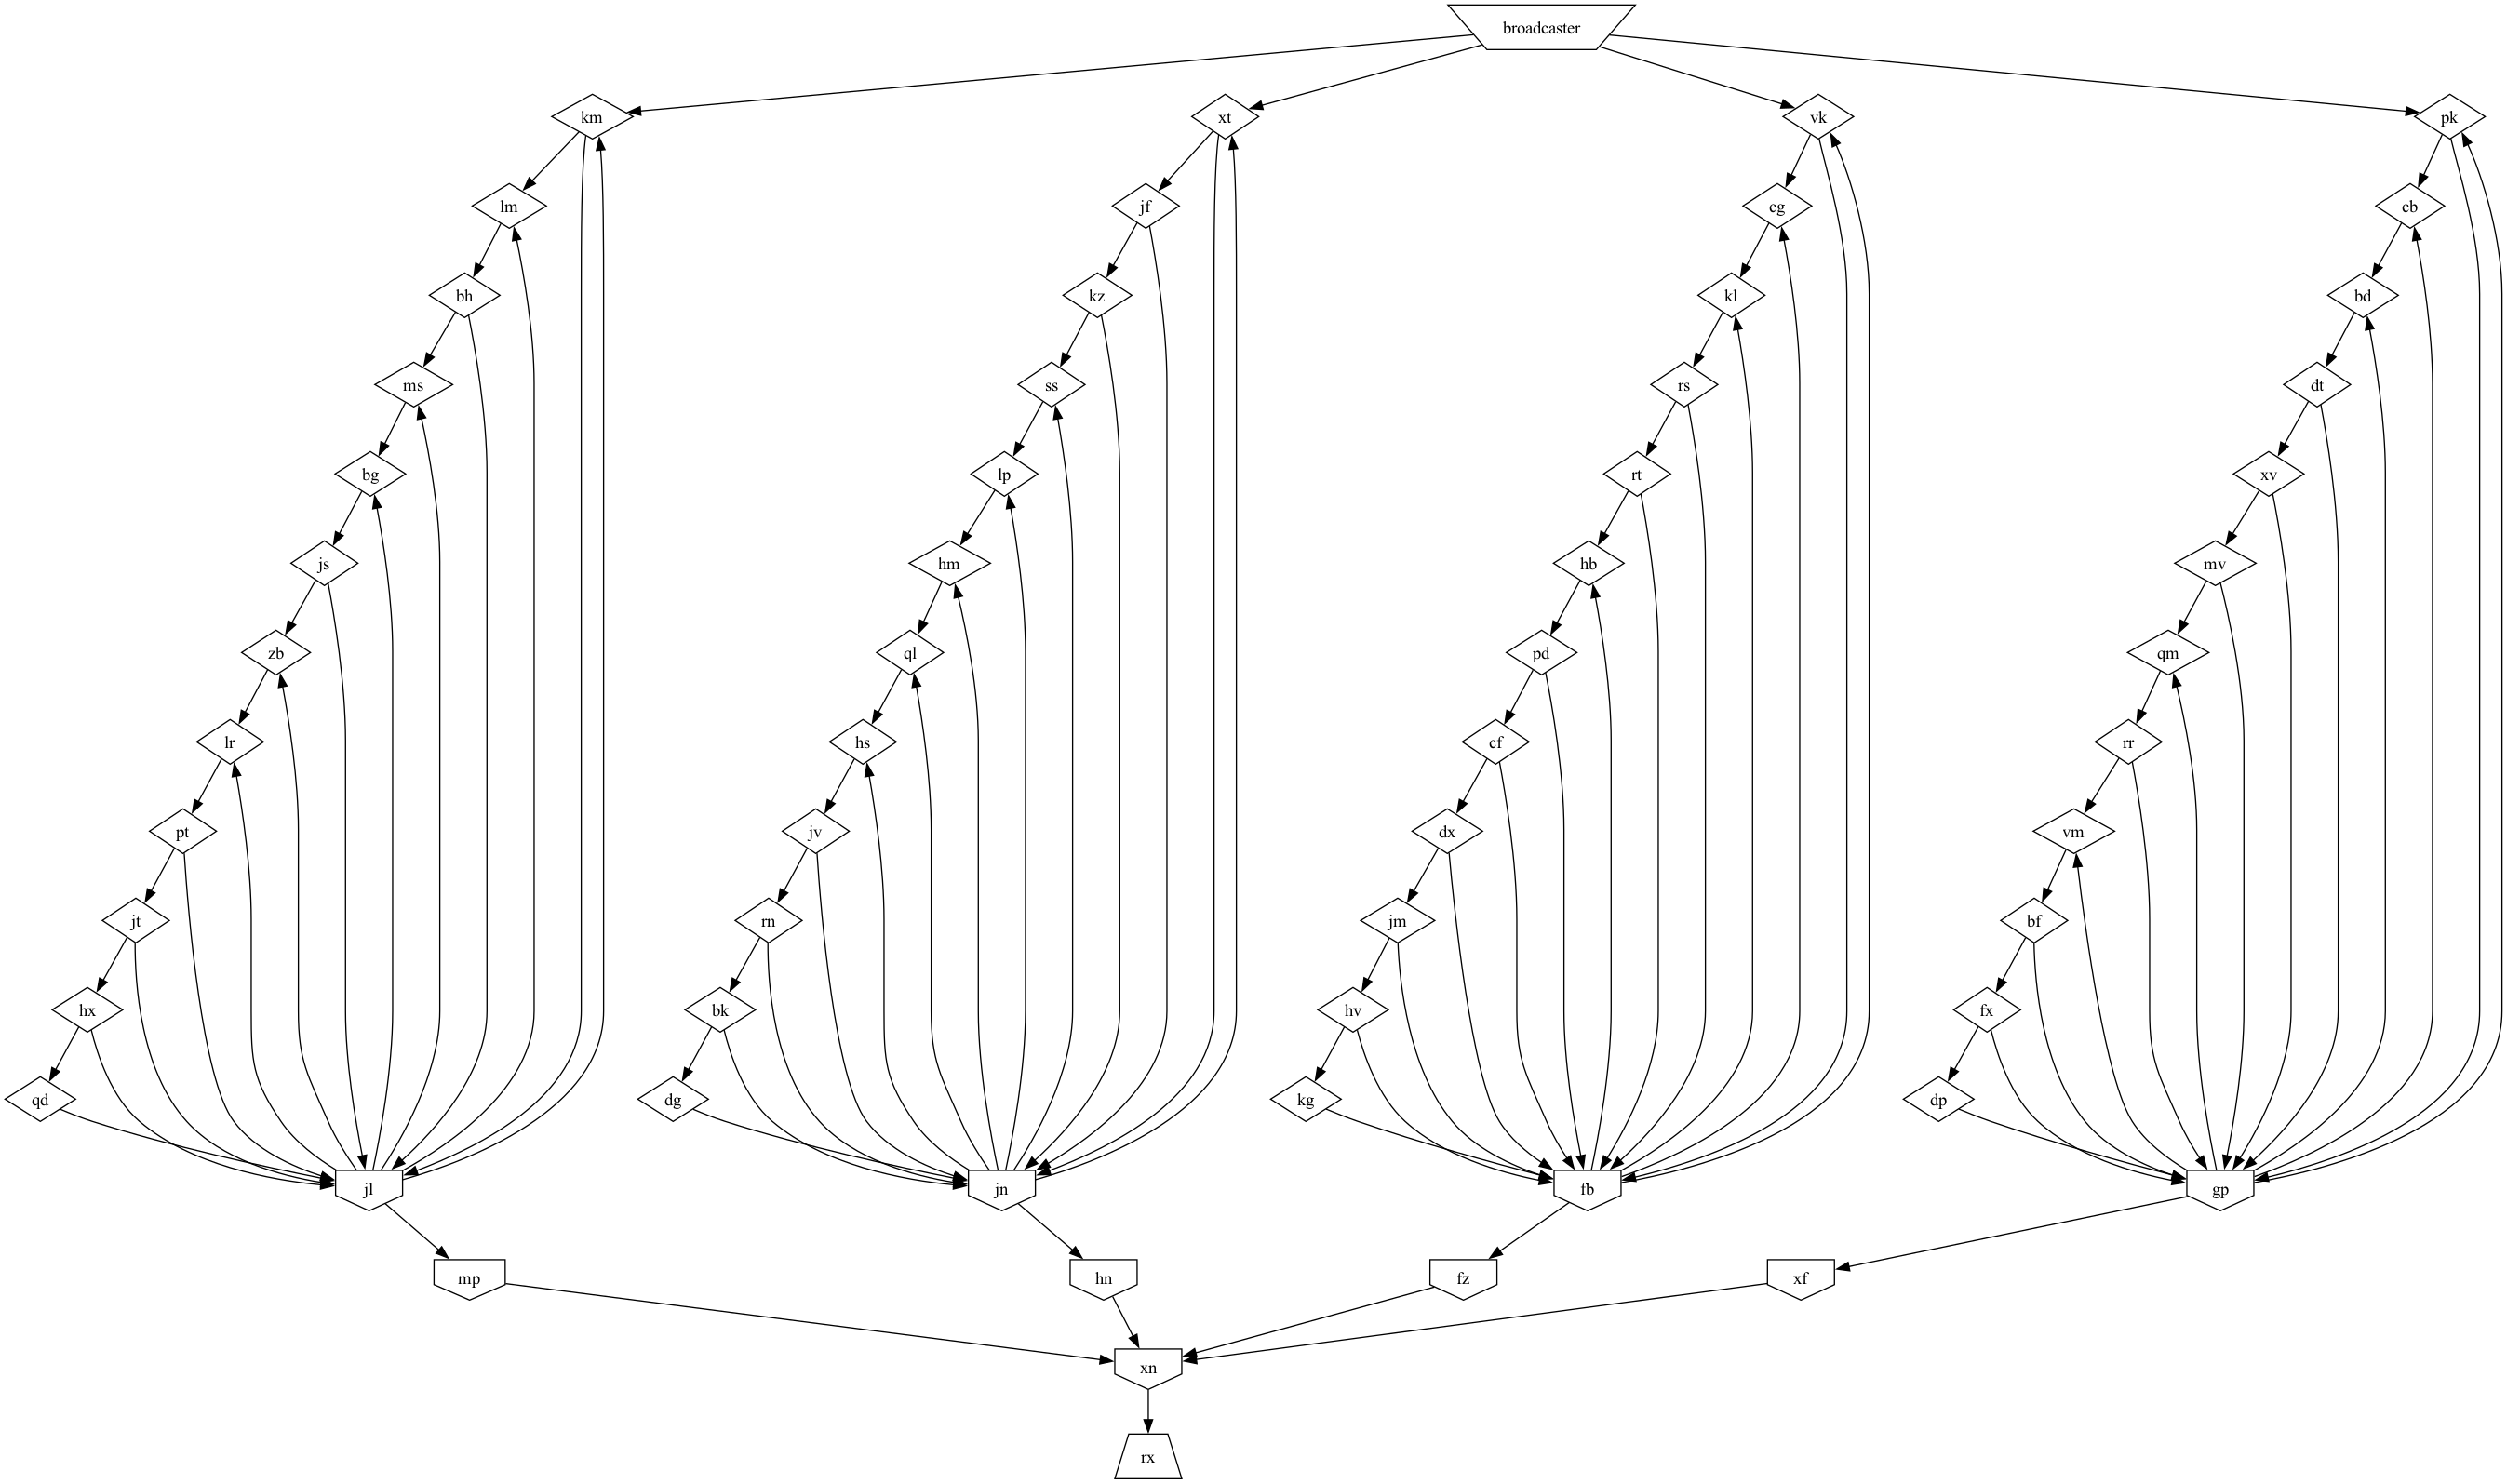 broadcaster
km xt vk pk
lm jf cg cb
bh kz kl bd
ms ss rs dt
bg lp rt xv
js hm hb mv
zb ql pd qm
lr hs cf rr
pt jv dx vm
jt rn jm bf
hx bk hv fx
qd dg kg dp
jl jn fb gp
mp hn fz xf
xn
rx